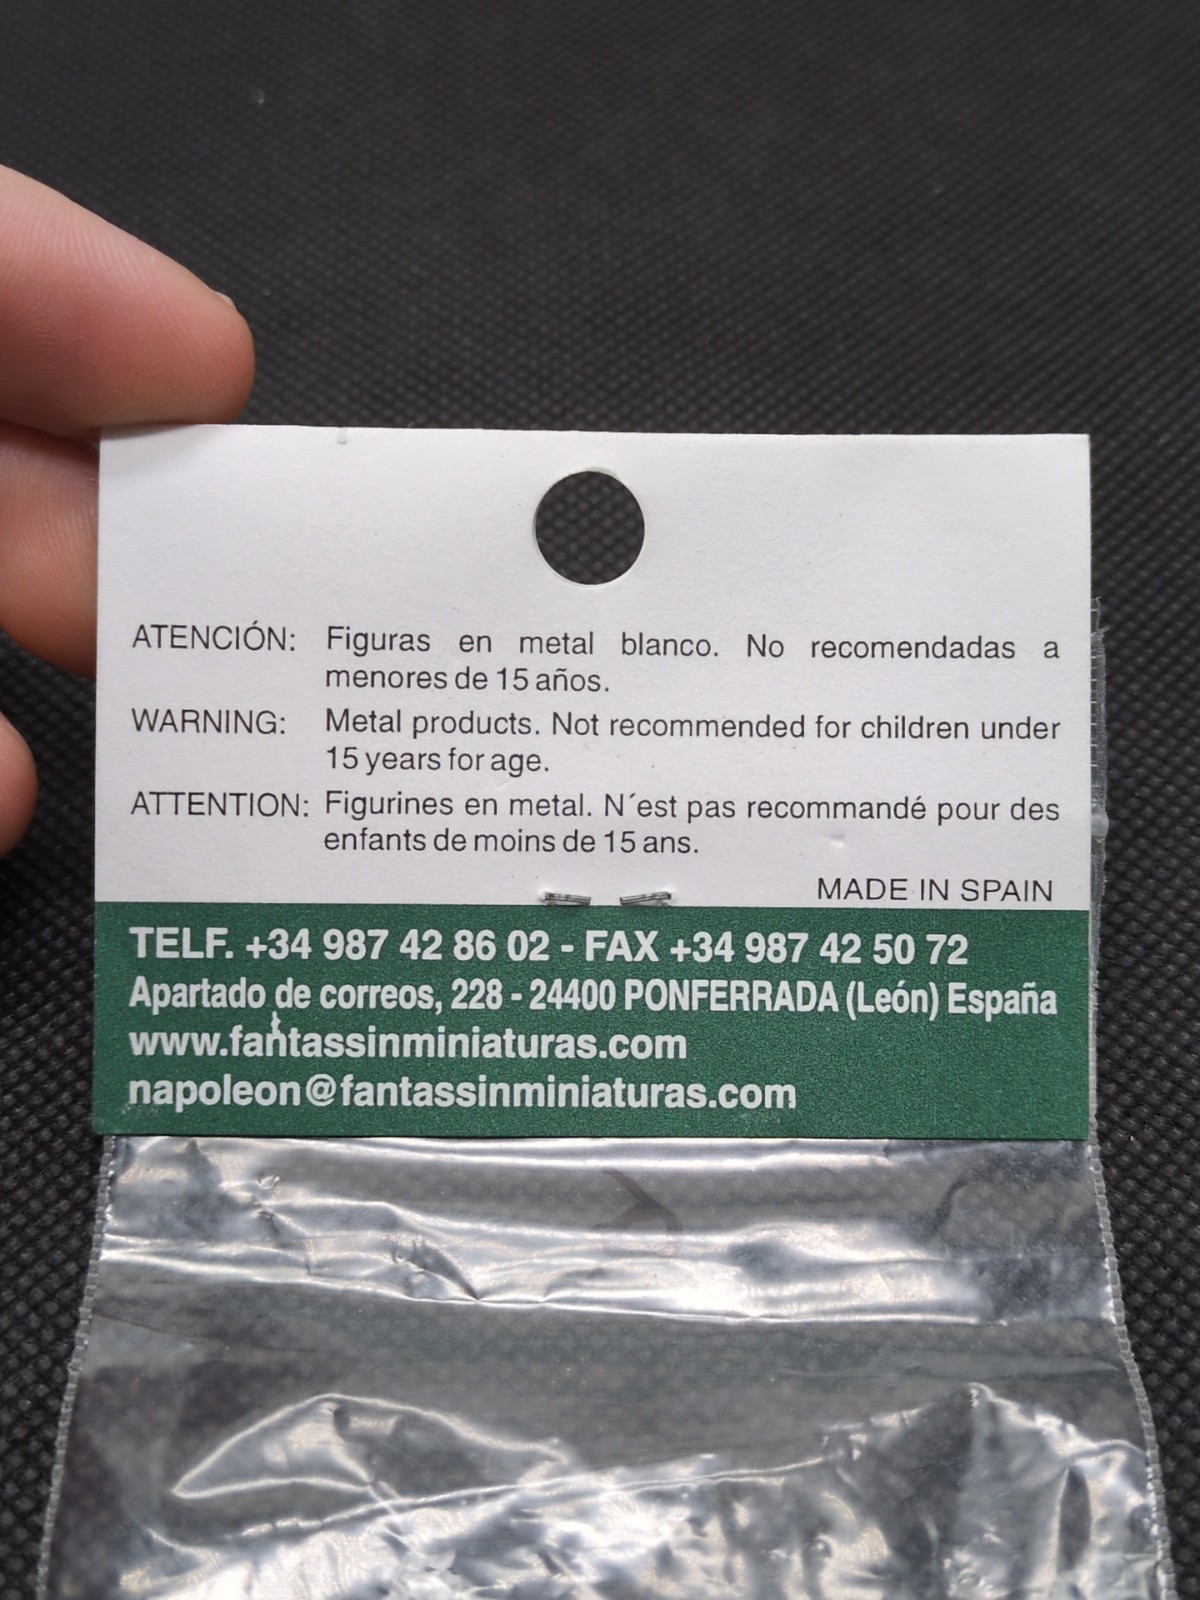 ATENCIÓN: Figuras en metal blanco. No recomendadas a
menores de 15 años.
WARNING: Metal products. Not recommended for children under
15 years for age.
ATTENTION: Figurines en metal. N´est pas recommandé pour des
enfants de moins de 15 ans.
MADE IN SPAIN
TELF. +34 987 42 86 02 - FAX +34 987 42 50 72
Apartado de correos, 228 - 24400 PONFERRADA (León) España
www.fantassinminiaturas.com
napoleon@fantassinminiaturas.com